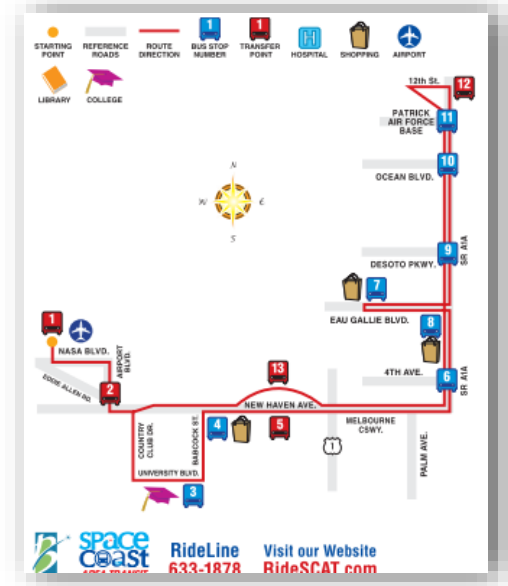 1
1
H
STARTING
POINT
REFERENCE
ROADS
ROUTE
DIRECTION
BUS STOP
NUMBER
TRANSFER
POINT
HOSPITAL
SHOPPING
AIRPORT
LIBRARY
COLLEGE
12th St.
12
PATRICK
AIR FORCE
BASE
11
10
OCEAN BLVD.
N
W
E
S
9
DESOTO PKWY.
SR A1A
7
EAU GALLIE BLVD.
8
1
NASA BLVD.
AIRPORT
BLVD.
EDDIE ALLEN RD.
2
13
4TH AVE.
6
SR A1A
NEW HAVEN AVE.
COUNTRY
CLUB DR.
BABCOCK ST.
4
5
MELBOURNE
CSWY.
1
PALM AVE.
UNIVERSITY BLVD.
3
SPACE
COAST
AREA TRANSIT
RideLine
633-1878
Visit our Website
RideSCAT.com